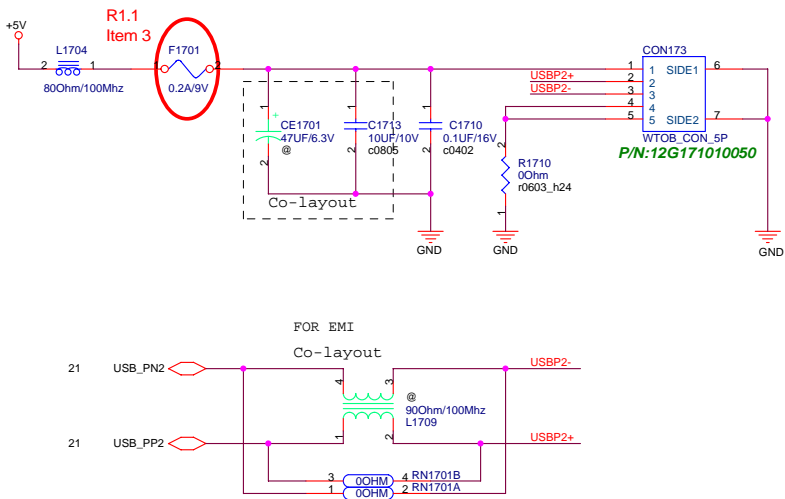 R1.1
Item 3
+5V
L1704
2
1
80Ohm/100Mhz
F1701
1
2
0.2A/9V
1
+
CE1701
47UF/6.3V
@
2
1
C1713
10UF/10V
c0805
2
1
C1710
0.1UF/16V
c0402
2
Co-layout
GND
USBP2+
USBP2-
1
2
3
4
5
CON173
1
2
3
4
5
SIDE1
SIDE2
6
7
WTOB_CON_5P
P/N:12G171010050
2
R1710
0Ohm
r0603_h24
1
GND
GND
FOR EMI
Co-layout
21
USB_PN2
USBP2-
4
3
@
90Ohm/100Mhz
L1709
1
2
21
USB_PP2
USBP2+
3
0OHM
4
RN1701B
1
0OHM
2
RN1701A